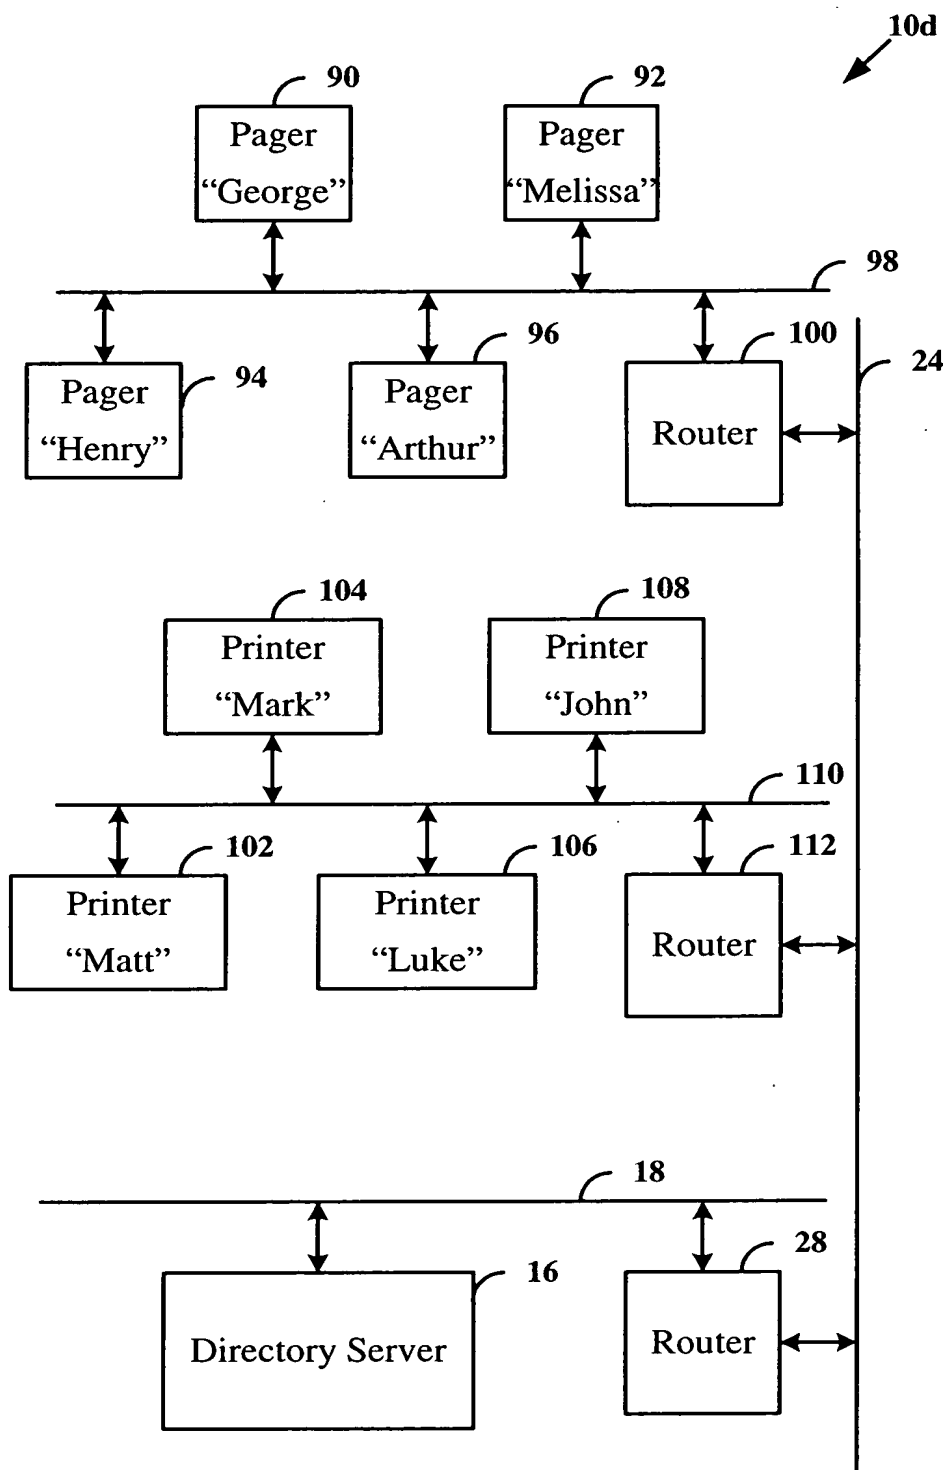 10d
90
92
Pager
“George”
Pager
“Melissa”
98
96
100
24
94
Pager
“Henry”
Pager
“Arthur”
Router
104
108
Printer
“Mark”
Printer
“John”
110
102
106
112
Printer
“Matt”
Printer
“Luke”
Router
18
28
16
Directory Server
Router